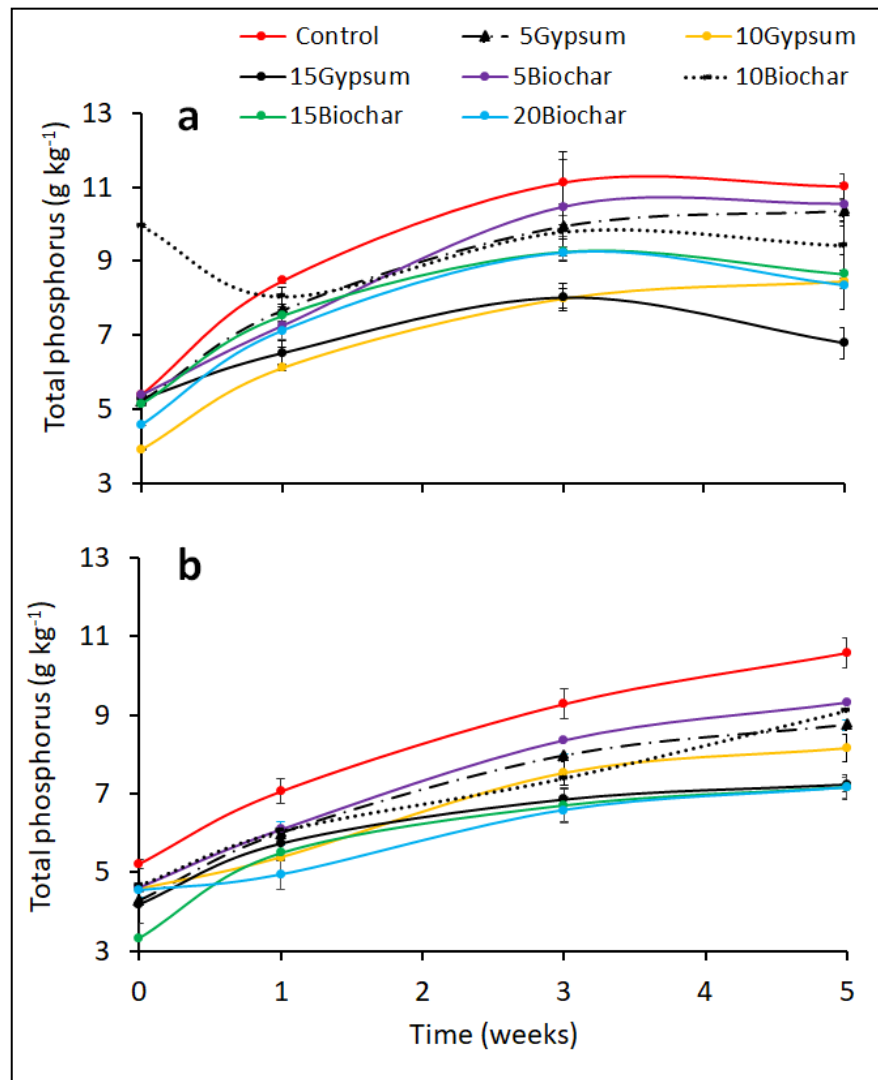 Control 5Gypsum 10Gypsum
15Gypsum 5Biochar 10Biochar
15Biochar 20Biochar
a
Total phosphorus (g kg⁻¹)
13
11
9
7
5
3
b
Total phosphorus (g kg⁻¹)
13
11
9
7
5
3
0 1 2 3 4 5
Time (weeks)